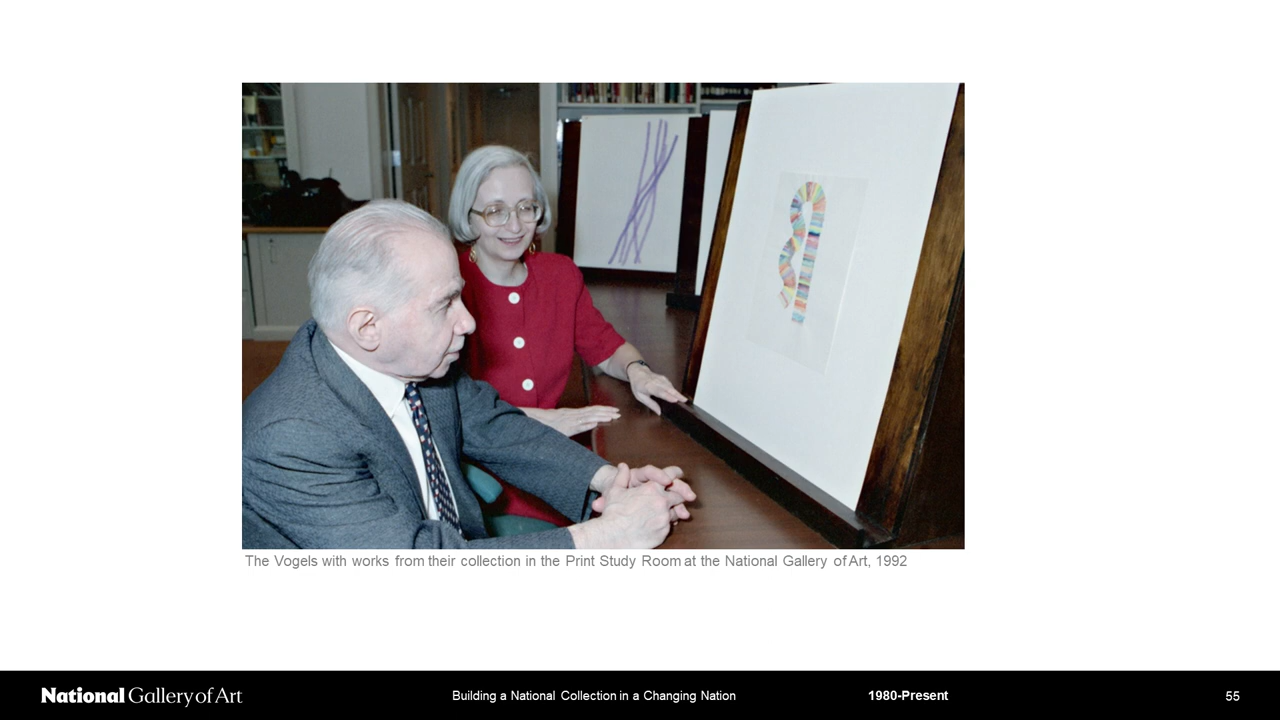 The Vogels with works from their collection in the Print Study Room at the National Gallery of Art, 1992
National Gallery of Art
Building a National Collection in a Changing Nation
1980-Present
55